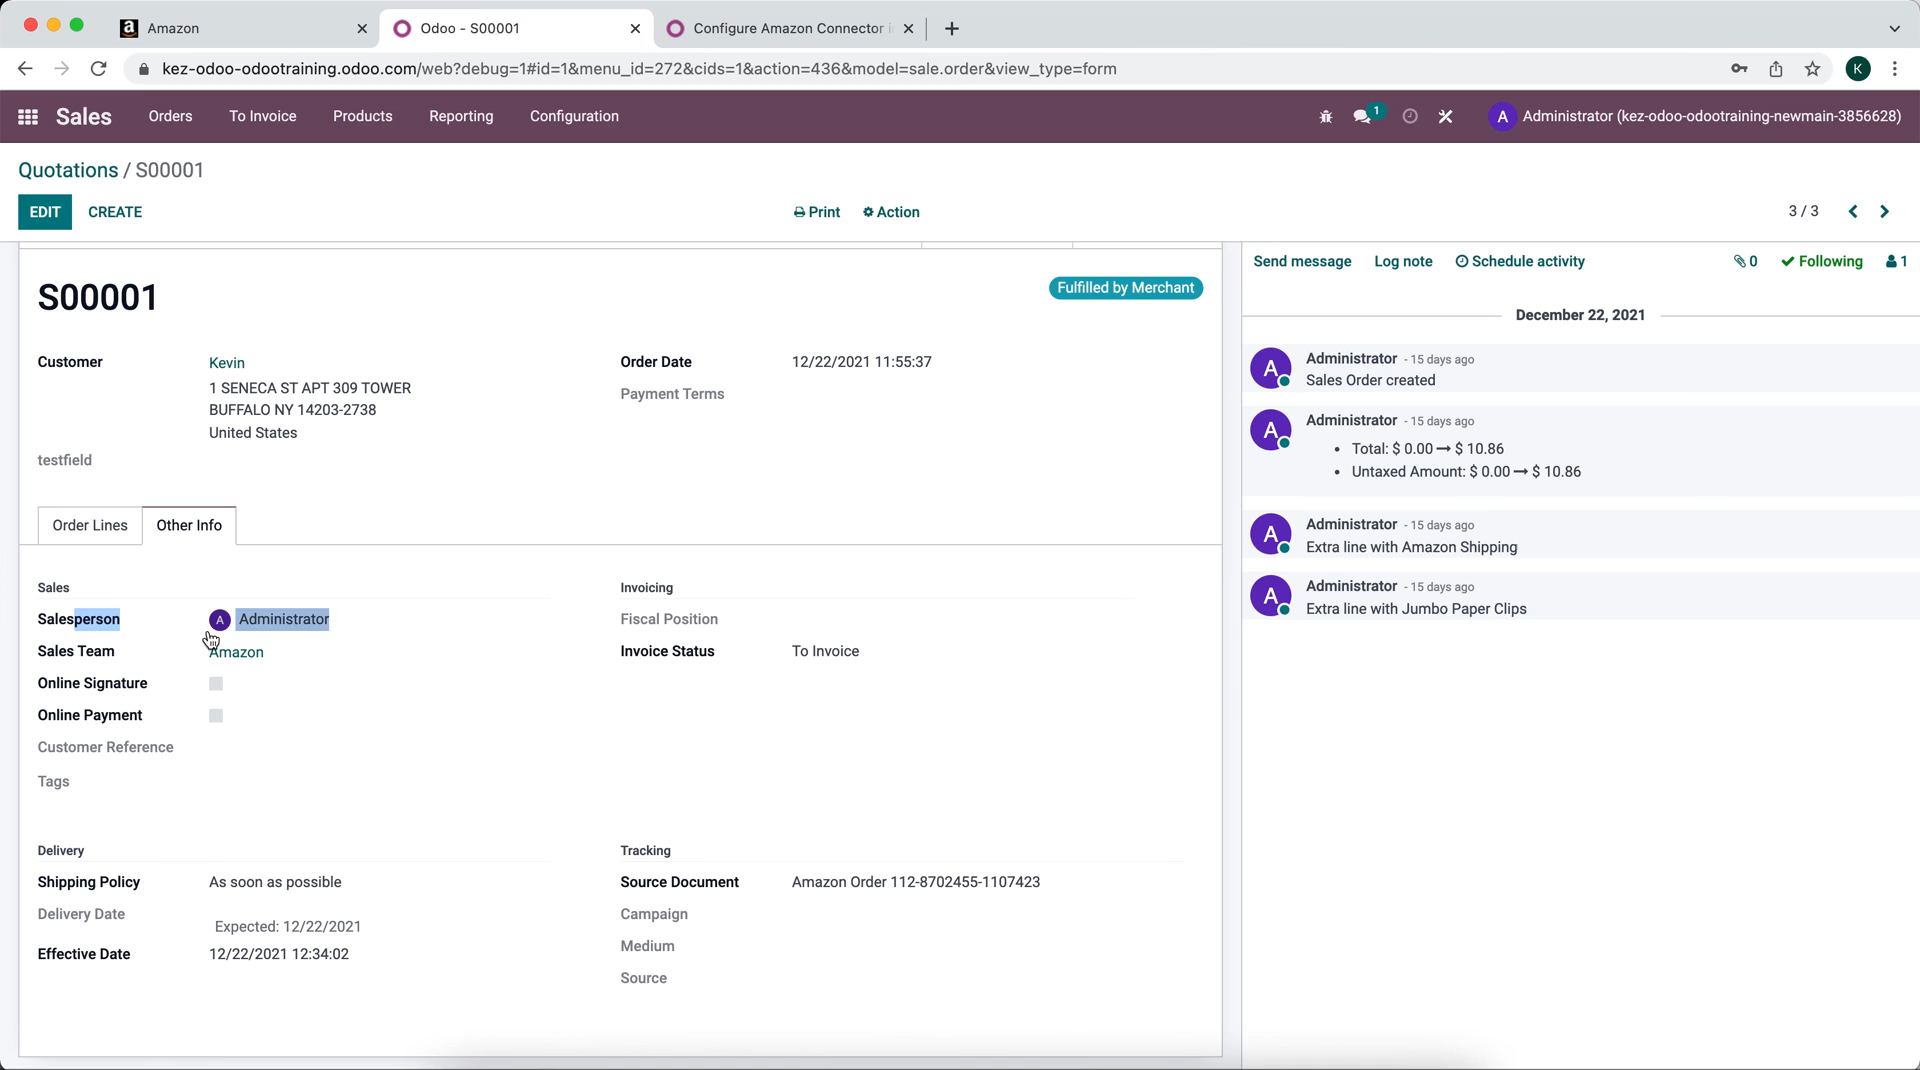 Amazon
Odoo - S00001
Configure Amazon Connector i
kez-odoo-odootraining.odoo.com/web?debug=1#id=1&menu_id=272&cids=1&action=436&model=sale.order&view_type=form
K
Sales
Orders
To Invoice
Products
Reporting
Configuration
1
A
Administrator (kez-odoo-odootraining-newmain-3856628)
Quotations / S00001
EDIT
CREATE
Print
Action
3 / 3
S00001
Fulfilled by Merchant
Customer
Kevin
1 SENECA ST APT 309 TOWER
BUFFALO NY 14203-2738
United States
Order Date
12/22/2021 11:55:37
Payment Terms
testfield
Order Lines
Other Info
Sales
Salesperson
A
Administrator
Sales Team
Amazon
Online Signature
Online Payment
Customer Reference
Tags
Invoicing
Fiscal Position
Invoice Status
To Invoice
Delivery
Shipping Policy
As soon as possible
Delivery Date
Expected: 12/22/2021
Effective Date
12/22/2021 12:34:02
Tracking
Source Document
Amazon Order 112-8702455-1107423
Campaign
Medium
Source
Send message
Log note
Schedule activity
0
Following
1
December 22, 2021
A
Administrator - 15 days ago
Sales Order created
A
Administrator - 15 days ago
• Total: $ 0.00 → $ 10.86
• Untaxed Amount: $ 0.00 → $ 10.86
A
Administrator - 15 days ago
Extra line with Amazon Shipping
A
Administrator - 15 days ago
Extra line with Jumbo Paper Clips